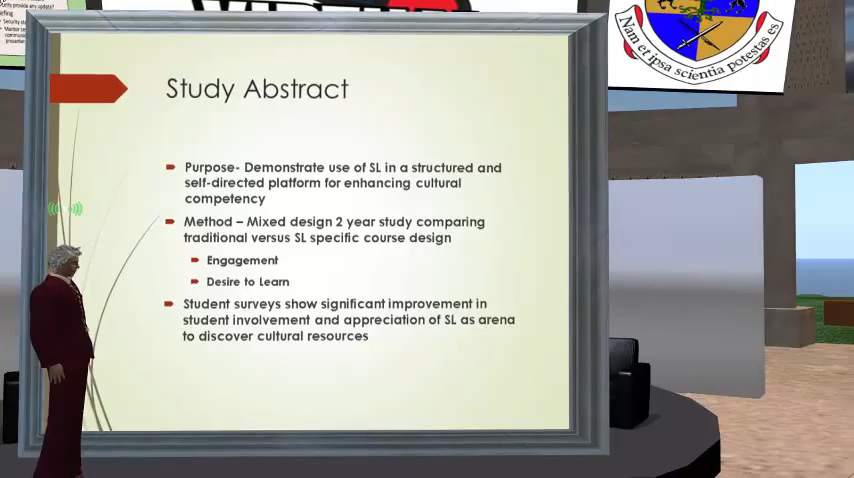 Study Abstract
Purpose- Demonstrate use of SL in a structured and
self-directed platform for enhancing cultural
competency
Method – Mixed design 2 year study comparing
traditional versus SL specific course design
Engagement
Desire to Learn
Student surveys show significant improvement in
student involvement and appreciation of SL as arena
to discover cultural resources
Nam et ipsa scientia potestas es